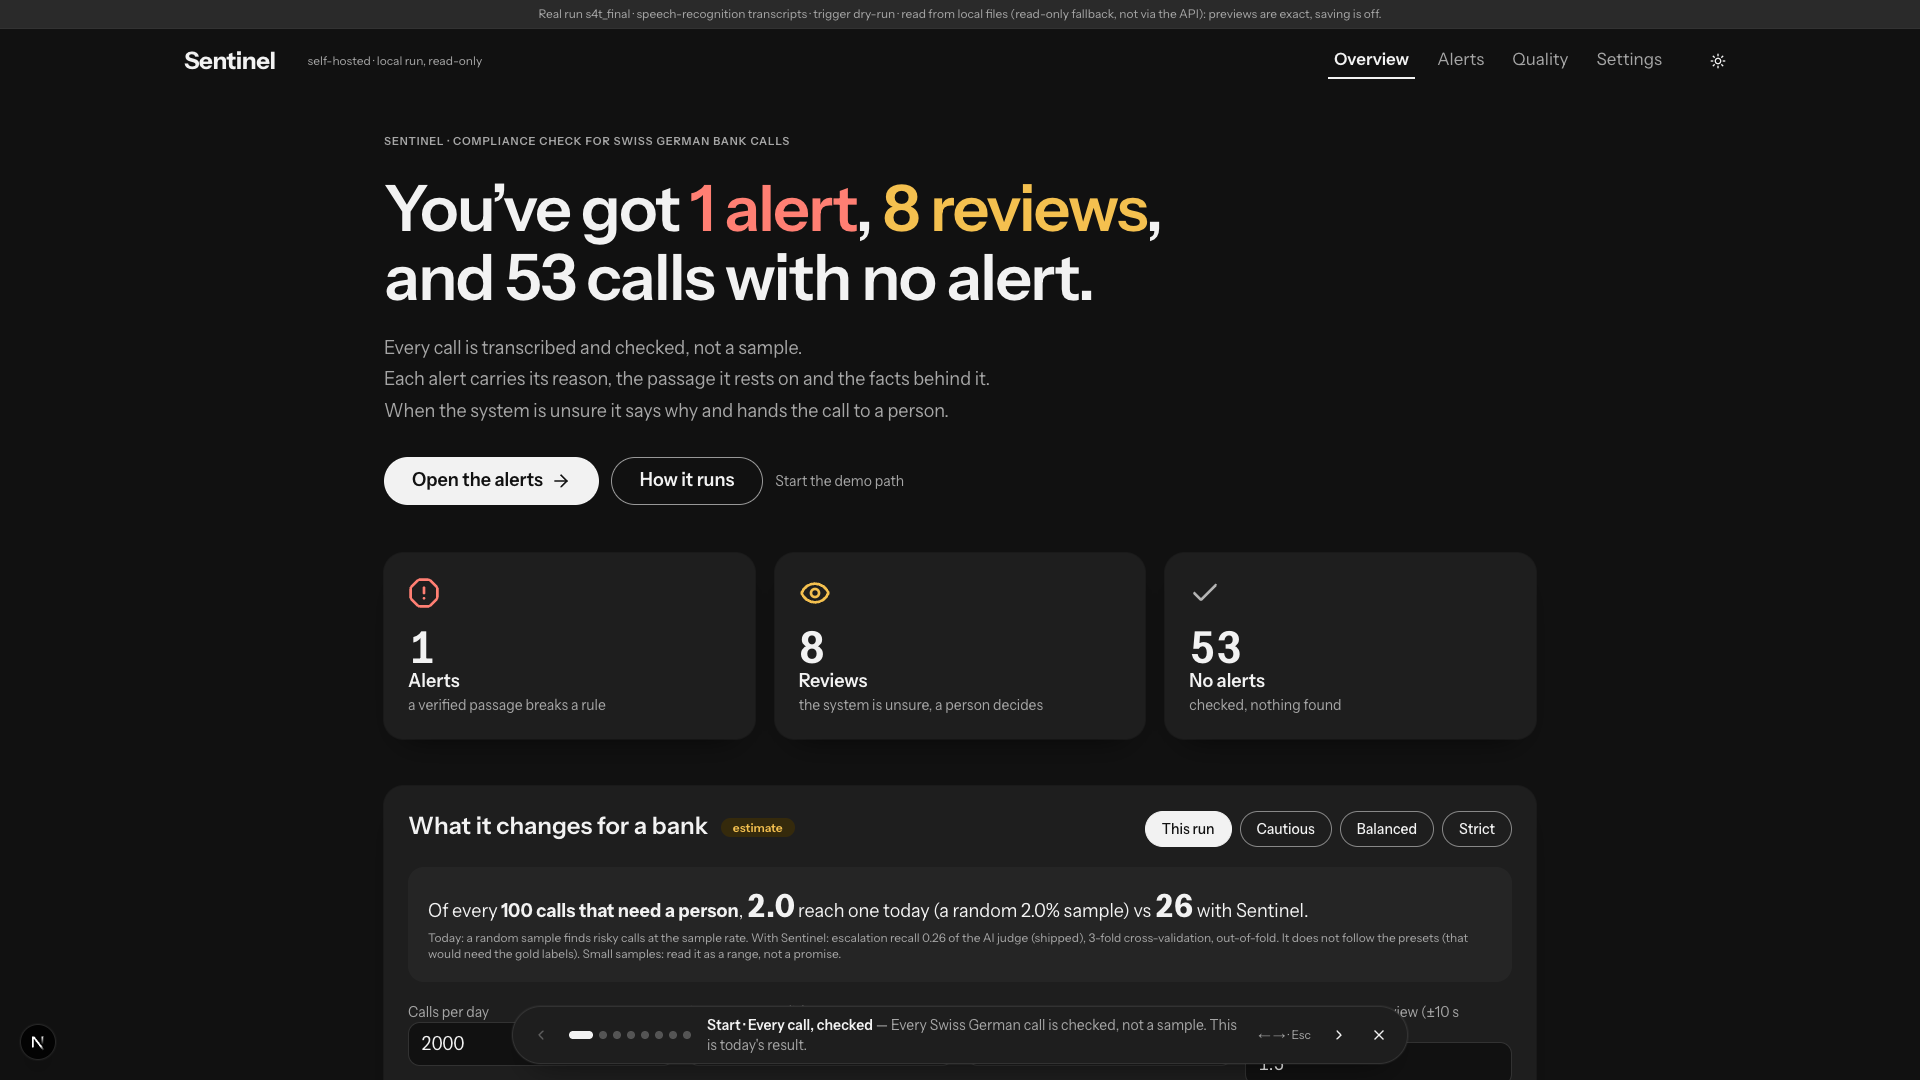 Real run s4t_final · speech-recognition transcripts · trigger dry-run · read from local files (read-only fallback, not via the API): previews are exact, saving is off.
Sentinel
self-hosted · local run, read-only
Overview
Alerts
Quality
Settings
SENTINEL · COMPLIANCE CHECK FOR SWISS GERMAN BANK CALLS
You’ve got 1 alert, 8 reviews,
and 53 calls with no alert.
Every call is transcribed and checked, not a sample.
Each alert carries its reason, the passage it rests on and the facts behind it.
When the system is unsure it says why and hands the call to a person.
Open the alerts →
How it runs
Start the demo path
1
Alerts
a verified passage breaks a rule
8
Reviews
the system is unsure, a person decides
53
No alerts
checked, nothing found
What it changes for a bank
estimate
This run
Cautious
Balanced
Strict
Of every 100 calls that need a person, 2.0 reach one today (a random 2.0% sample) vs 26 with Sentinel.
Today: a random sample finds risky calls at the sample rate. With Sentinel: escalation recall 0.26 of the AI judge (shipped), 3-fold cross-validation, out-of-fold. It does not follow the presets (that
would need the gold labels). Small samples: read it as a range, not a promise.
Calls per day
2000
(±10 s
Start · Every call, checked — Every Swiss German call is checked, not a sample. This
is today's result.
←→ · Esc